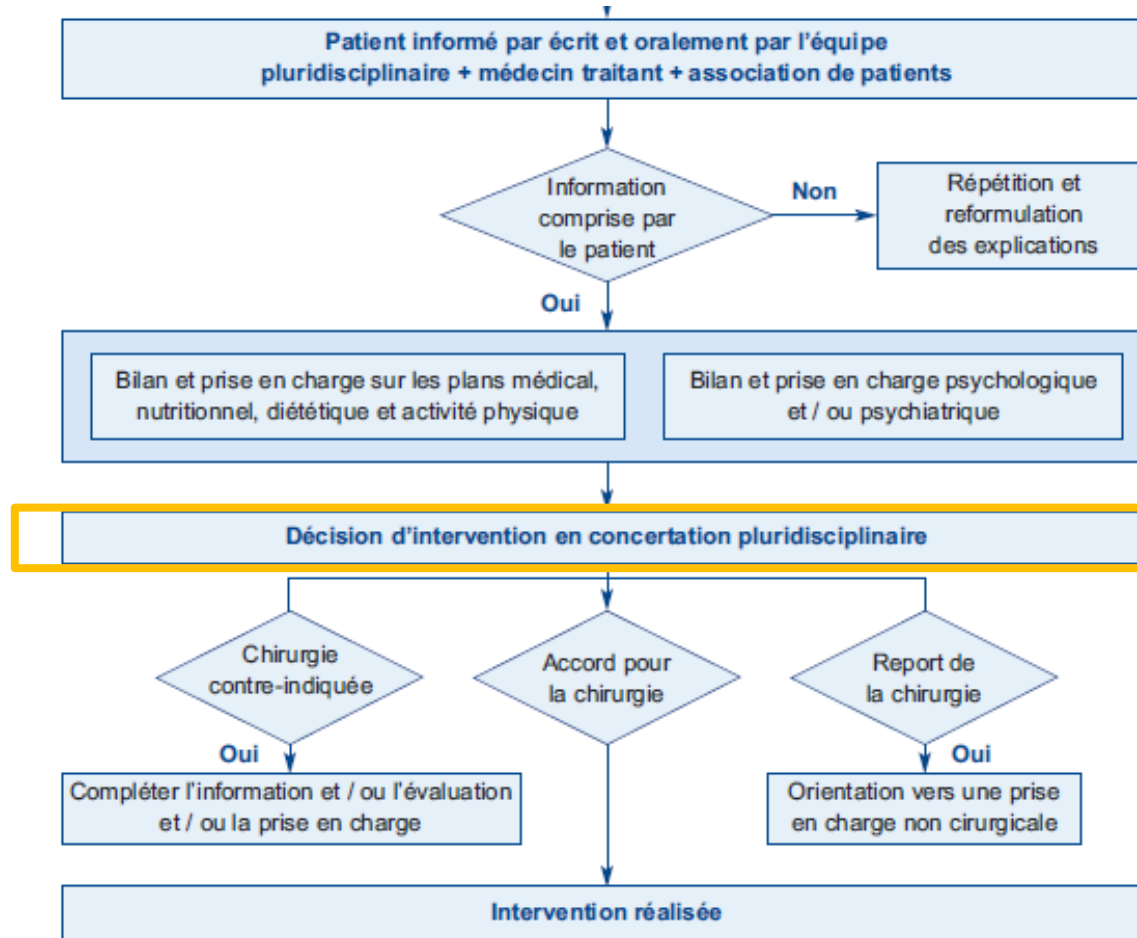 Patient informé par écrit et oralement par l'équipe
pluridisciplinaire + médecin traitant + association de patients
Information
comprise par
le patient
Non
Répétition et
reformulation
des explications
Oui
Bilan et prise en charge sur les plans médical,
nutritionnel, diététique et activité physique
Bilan et prise en charge psychologique
et / ou psychiatrique
Décision d'intervention en concertation pluridisciplinaire
Chirurgie
contre-indiquée
Accord pour
la chirurgie
Report de
la chirurgie
Oui
Oui
Compléter l'information et / ou l'évaluation
et / ou la prise en charge
Orientation vers une prise
en charge non cirurgicale
Intervention réalisée